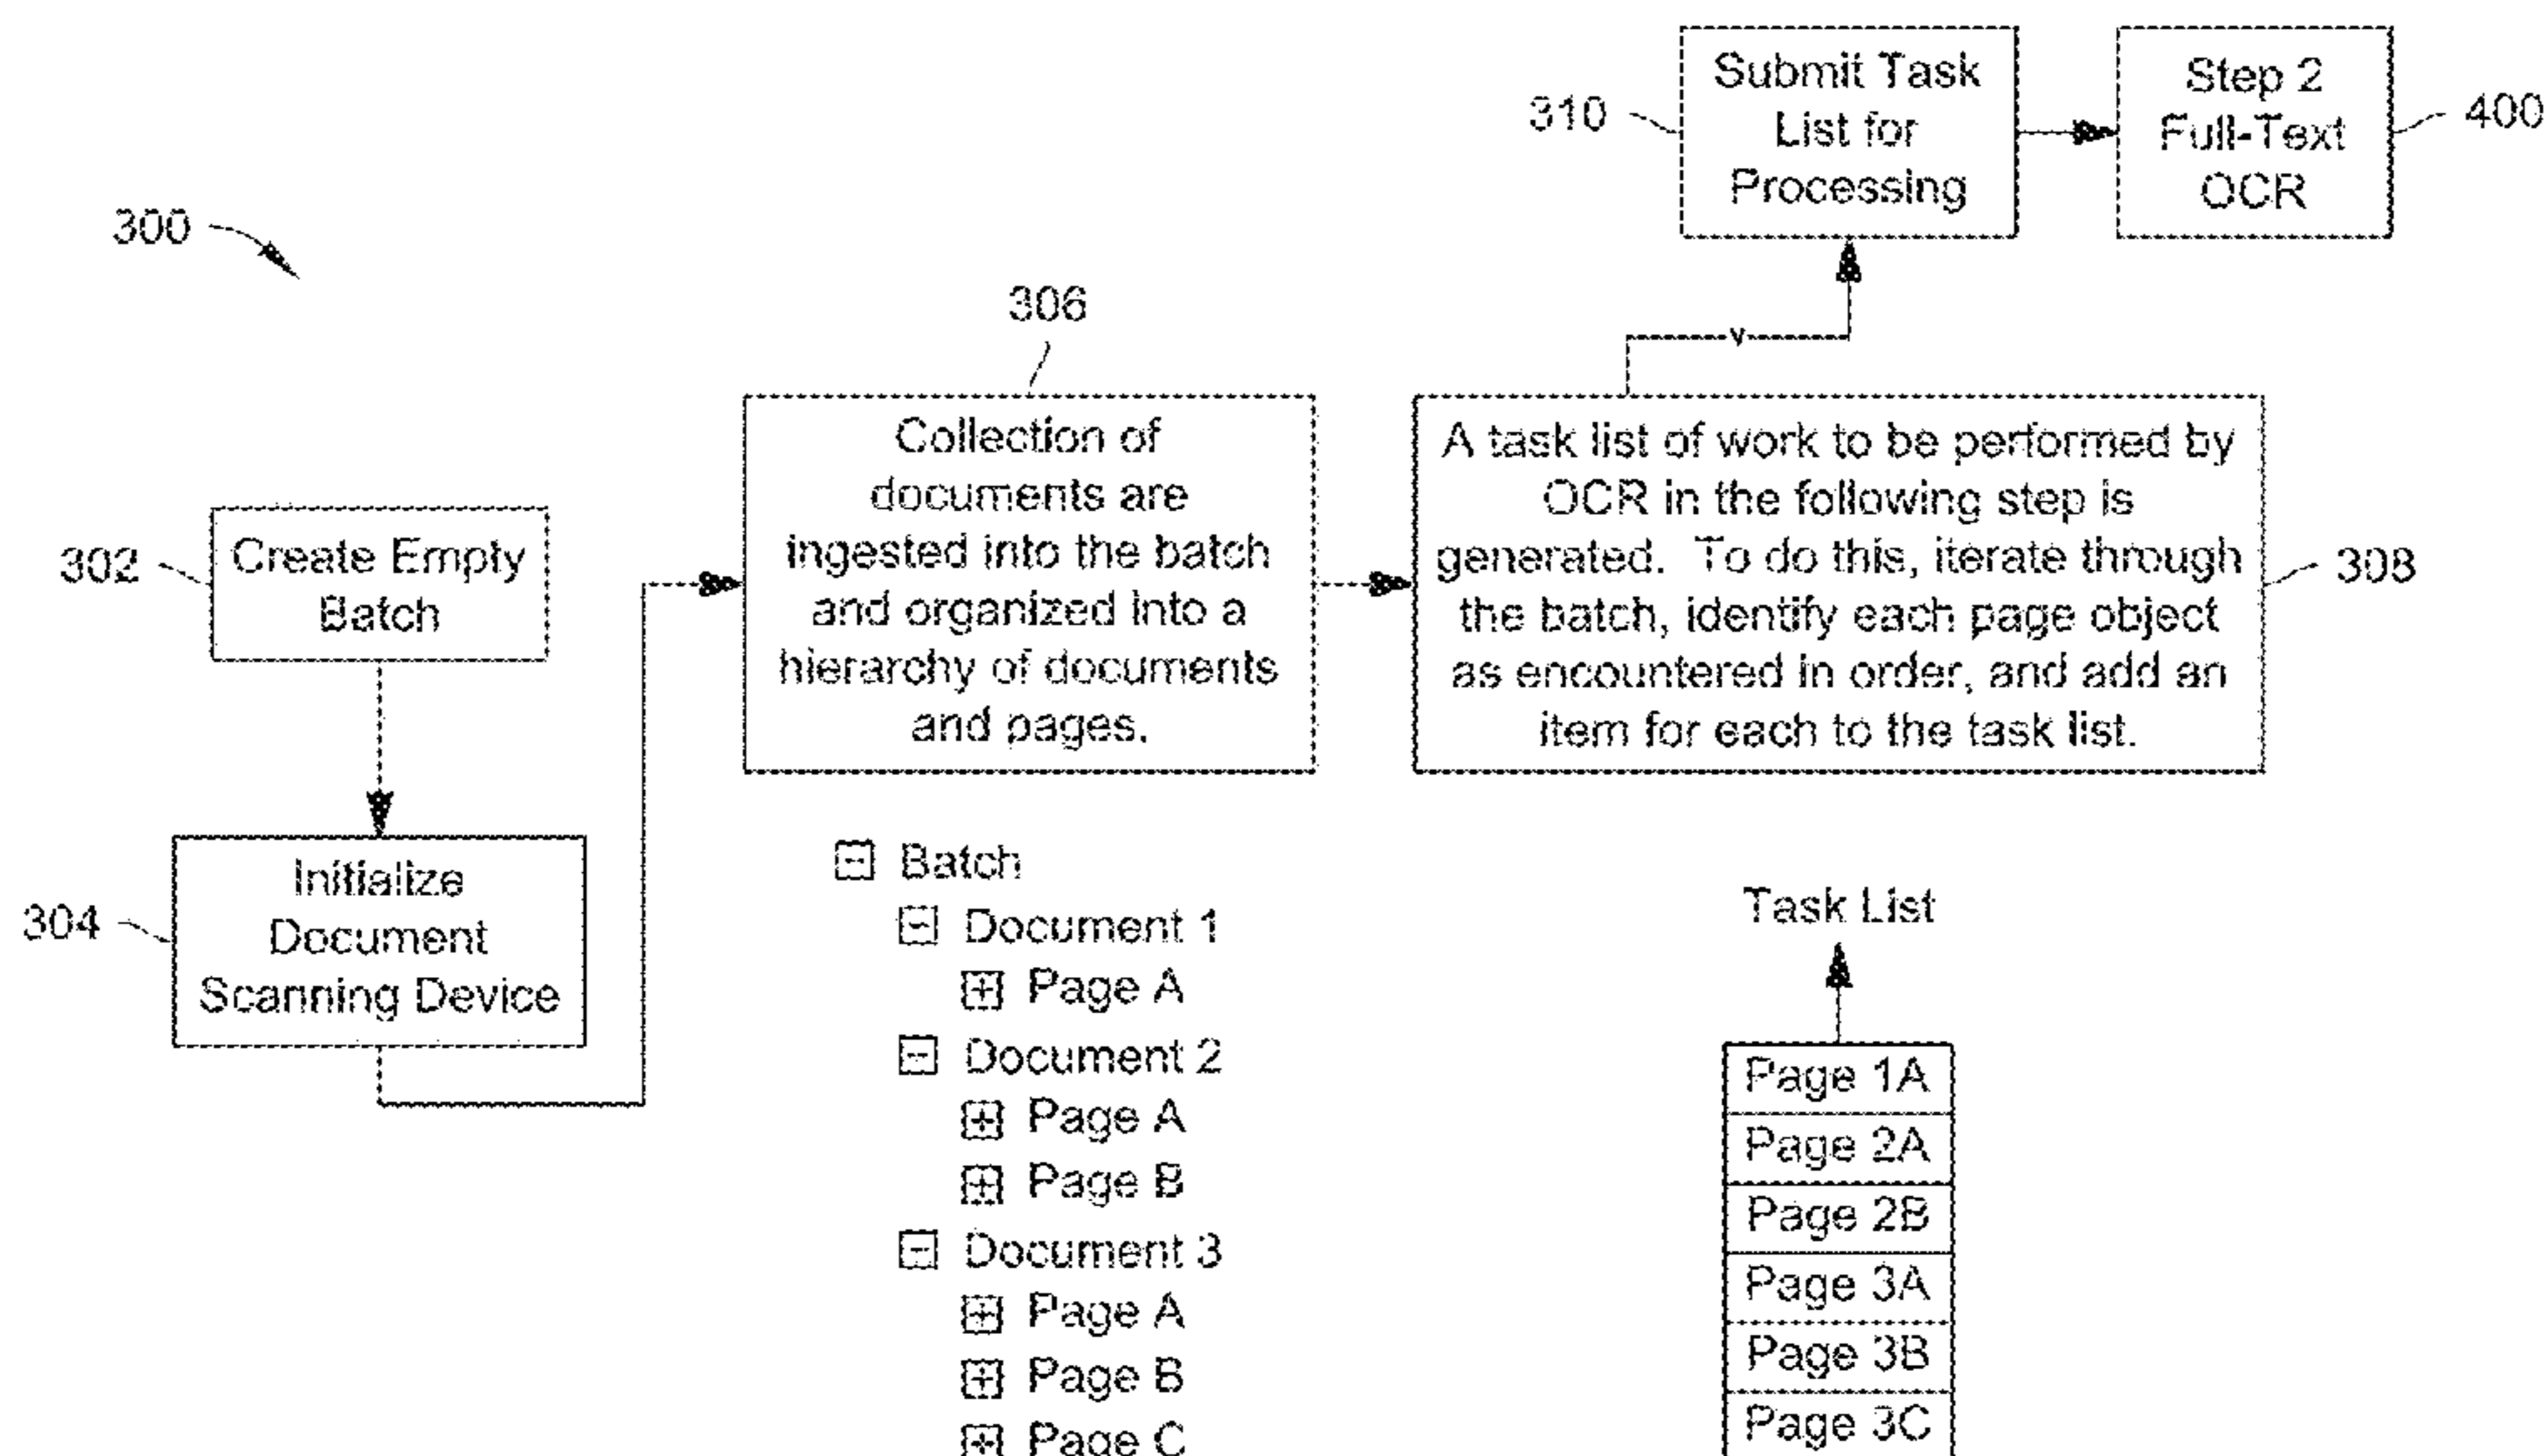 300
302
Create Empty
Batch
304
Initialize
Document
Scanning Device
306
Collection of
documents are
ingested into the batch
and organized into a
hierarchy of documents
and pages.
Batch
Document 1
Page A
Document 2
Page A
Page B
Document 3
Page A
Page B
Page C
308
A task list of work to be performed by
OCR in the following step is
generated. To do this, iterate through
the batch, identify each page object
as encountered in order, and add an
item for each to the task list.
310
Submit Task
List for
Processing
Step 2
Full-Text
OCR
400
Task List
Page 1A
Page 2A
Page 2B
Page 3A
Page 3B
Page 3C